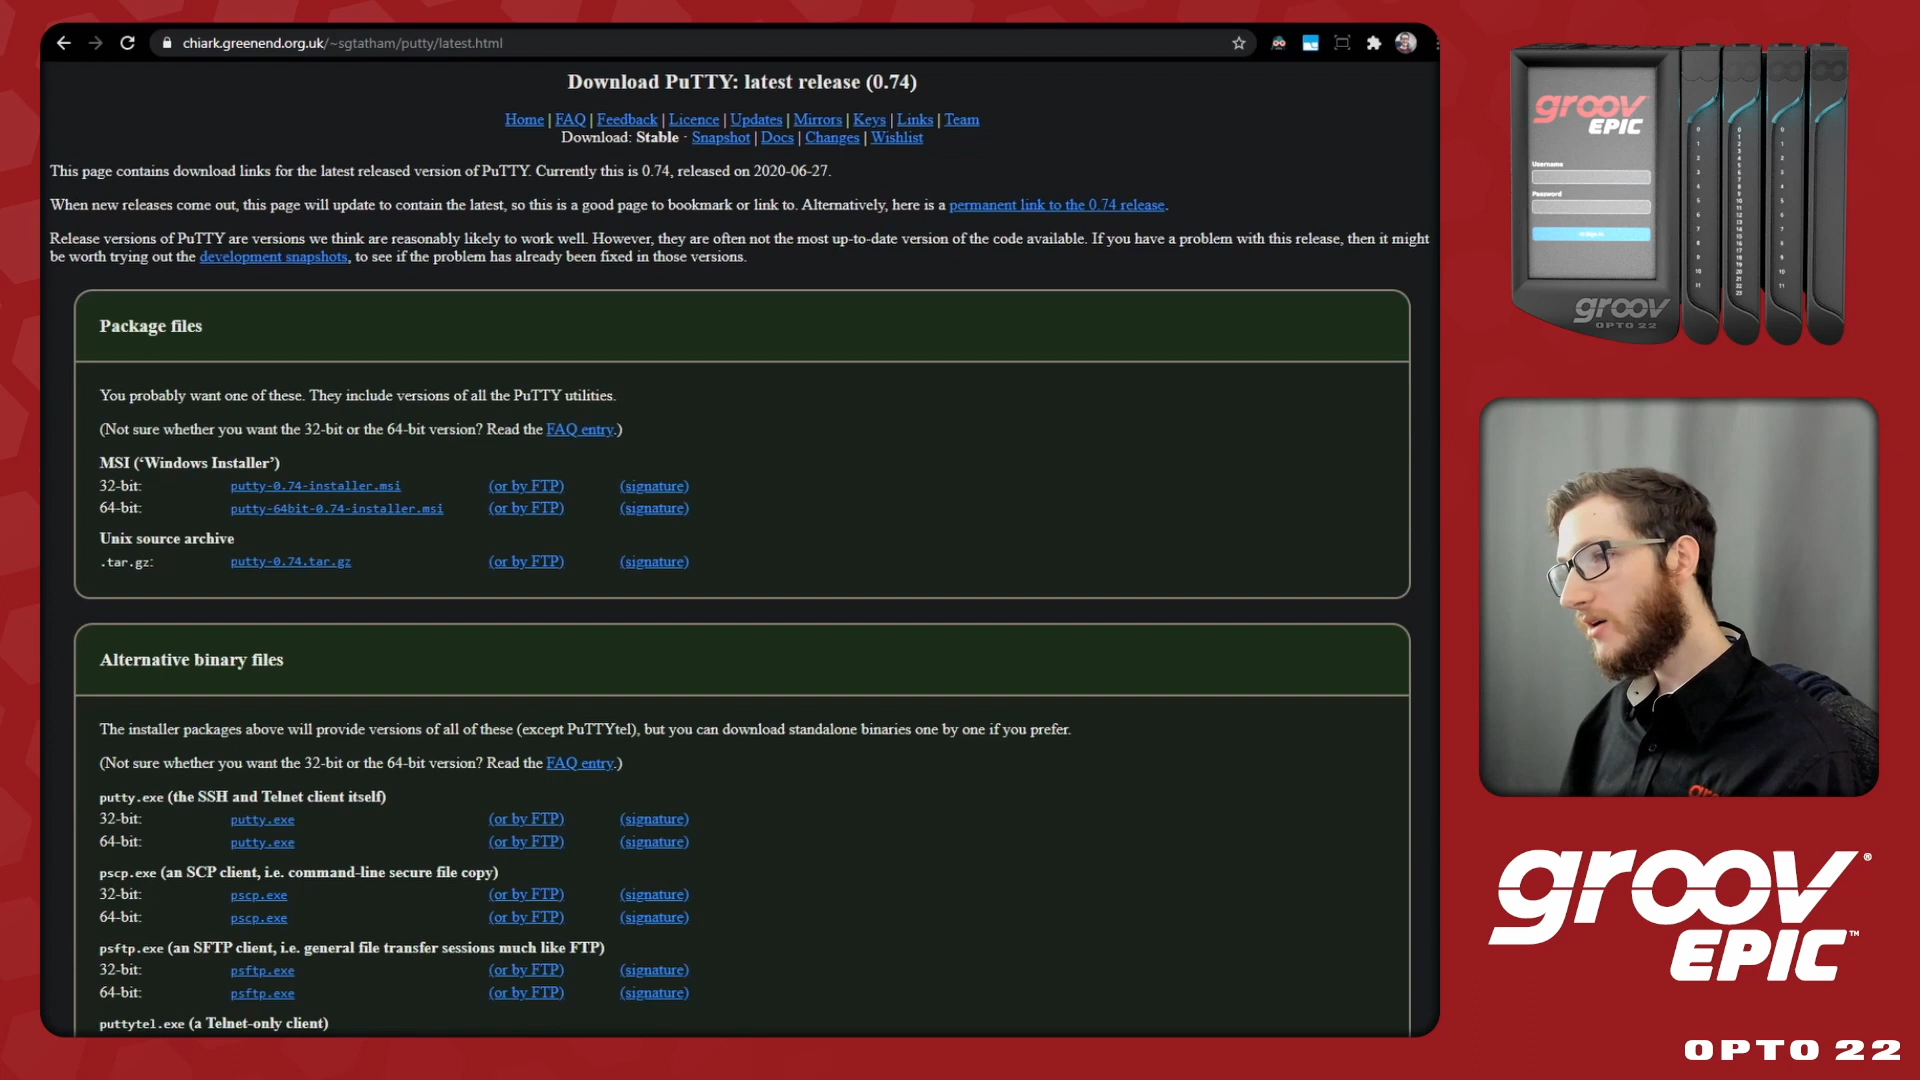 chiark.greenend.org.uk/~sgtatham/putty/latest.html
Download PuTTY: latest release (0.74)
Home | FAQ | Feedback | Licence | Updates | Mirrors | Keys | Links | Team
Download: Stable · Snapshot | Docs | Changes | Wishlist
This page contains download links for the latest released version of PuTTY. Currently this is 0.74, released on 2020-06-27.
When new releases come out, this page will update to contain the latest, so this is a good page to bookmark or link to. Alternatively, here is a permanent link to the 0.74 release.
Release versions of PuTTY are versions we think are reasonably likely to work well. However, they are often not the most up-to-date version of the code available. If you have a problem with this release, then it might
be worth trying out the development snapshots, to see if the problem has already been fixed in those versions.
Package files
You probably want one of these. They include versions of all the PuTTY utilities.
(Not sure whether you want the 32-bit or the 64-bit version? Read the FAQ entry.)
MSI (‘Windows Installer’)
32-bit: putty-0.74-installer.msi (or by FTP) (signature)
64-bit: putty-64bit-0.74-installer.msi (or by FTP) (signature)
Unix source archive
.tar.gz: putty-0.74.tar.gz (or by FTP) (signature)
Alternative binary files
The installer packages above will provide versions of all of these (except PuTTYtel), but you can download standalone binaries one by one if you prefer.
(Not sure whether you want the 32-bit or the 64-bit version? Read the FAQ entry.)
putty.exe (the SSH and Telnet client itself)
32-bit: putty.exe (or by FTP) (signature)
64-bit: putty.exe (or by FTP) (signature)
pscp.exe (an SCP client, i.e. command-line secure file copy)
32-bit: pscp.exe (or by FTP) (signature)
64-bit: pscp.exe (or by FTP) (signature)
psftp.exe (an SFTP client, i.e. general file transfer sessions much like FTP)
32-bit: psftp.exe (or by FTP) (signature)
64-bit: psftp.exe (or by FTP) (signature)
puttytel.exe (a Telnet-only client)
groov
EPIC
Username
Password
groov
OPTO 22
groov®
EPIC™
OPTO 22